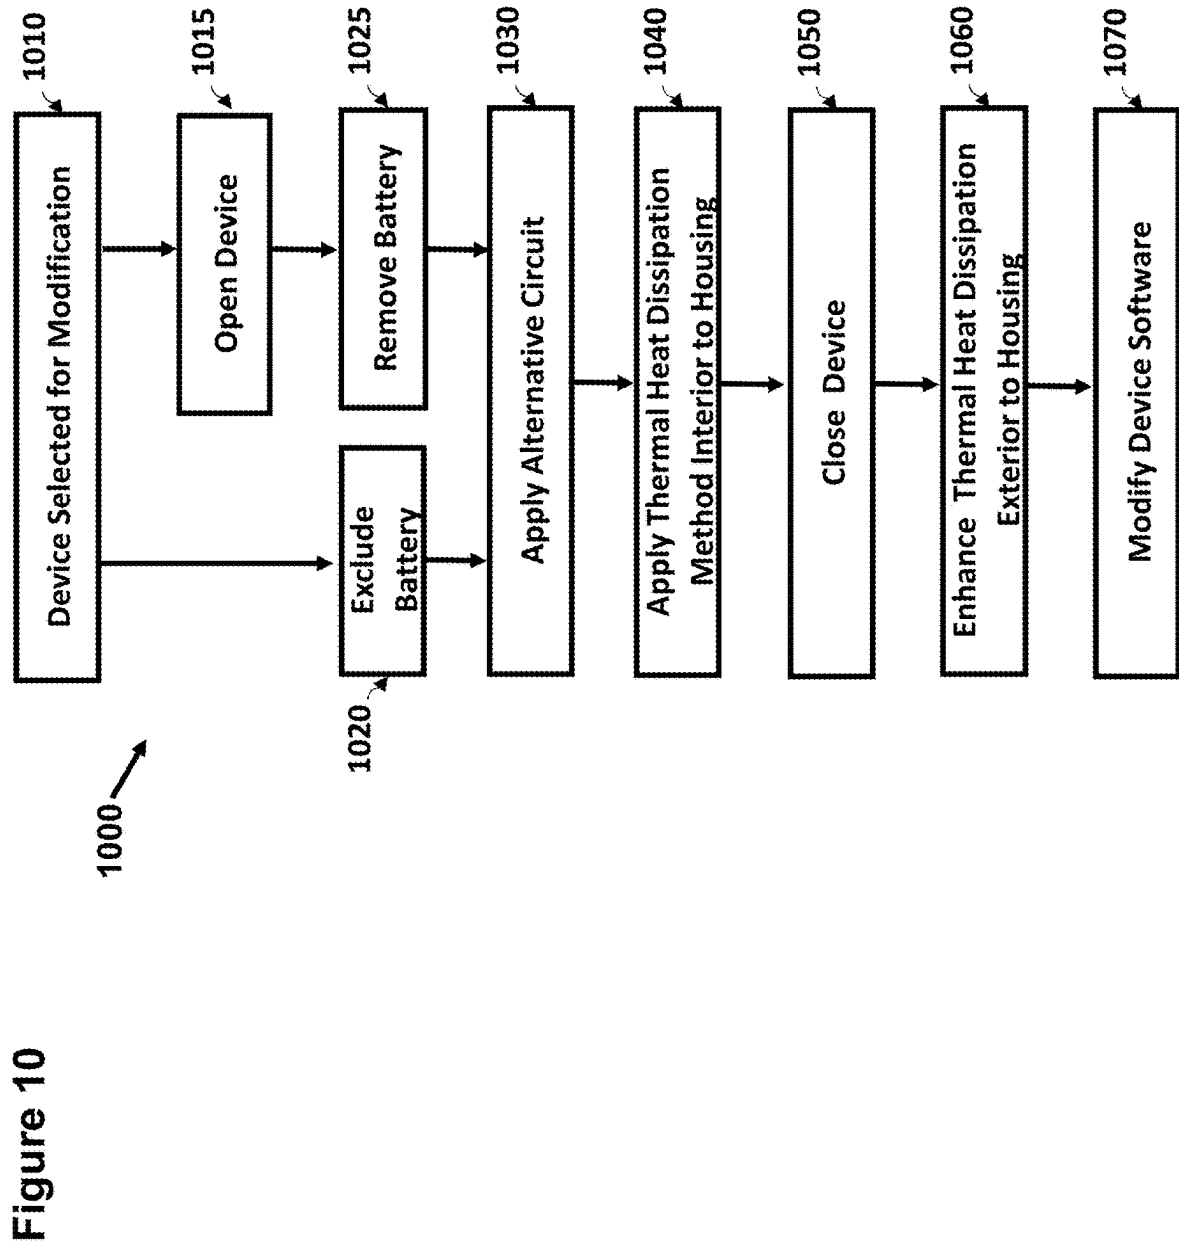 Figure 10
1000
Device Selected for Modification
1010
Open Device
1015
Exclude
Battery
1020
Remove Battery
1025
Apply Alternative Circuit
1030
Apply Thermal Heat Dissipation
Method Interior to Housing
1040
Close Device
1050
Enhance Thermal Heat Dissipation
Exterior to Housing
1060
Modify Device Software
1070